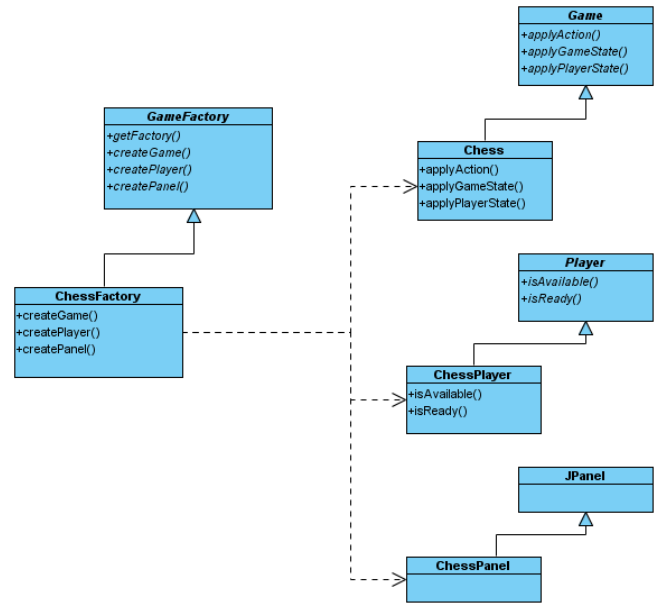 Game
+applyAction()
+applyGameState()
+applyPlayerState()
GameFactory
+getFactory()
+createGame()
+createPlayer()
+createPanel()
Chess
+applyAction()
+applyGameState()
+applyPlayerState()
Player
+isAvailable()
+isReady()
ChessFactory
+createGame()
+createPlayer()
+createPanel()
ChessPlayer
+isAvailable()
+isReady()
JPanel
ChessPanel